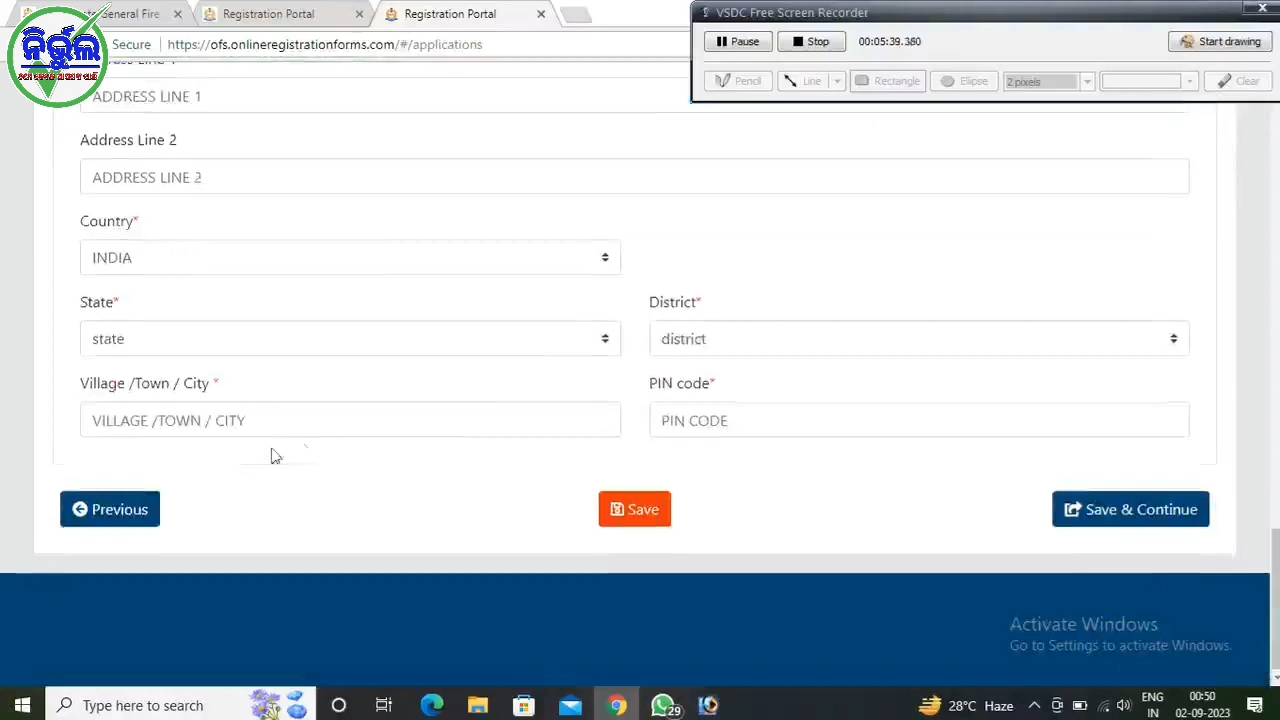 Registration Portal
Registration Portal
VSDC Free Screen Recorder
ନିର୍ଭୁଲ
Secure
https://ofs.onlineregistrationforms.com/#/applications
Pause
Stop
00:05:39.380
Start drawing
Pencil
Line
Rectangle
Ellipse
2 pixels
Clear
ADDRESS LINE 1
Address Line 2
ADDRESS LINE 2
Country*
INDIA
State*
District*
state
district
Village /Town / City *
PIN code*
VILLAGE /TOWN / CITY
PIN CODE
Previous
Save
Save & Continue
Activate Windows
Go to Settings to activate Windows.
Type here to search
29
28°C Haze
ENG
IN
00:50
02-09-2023